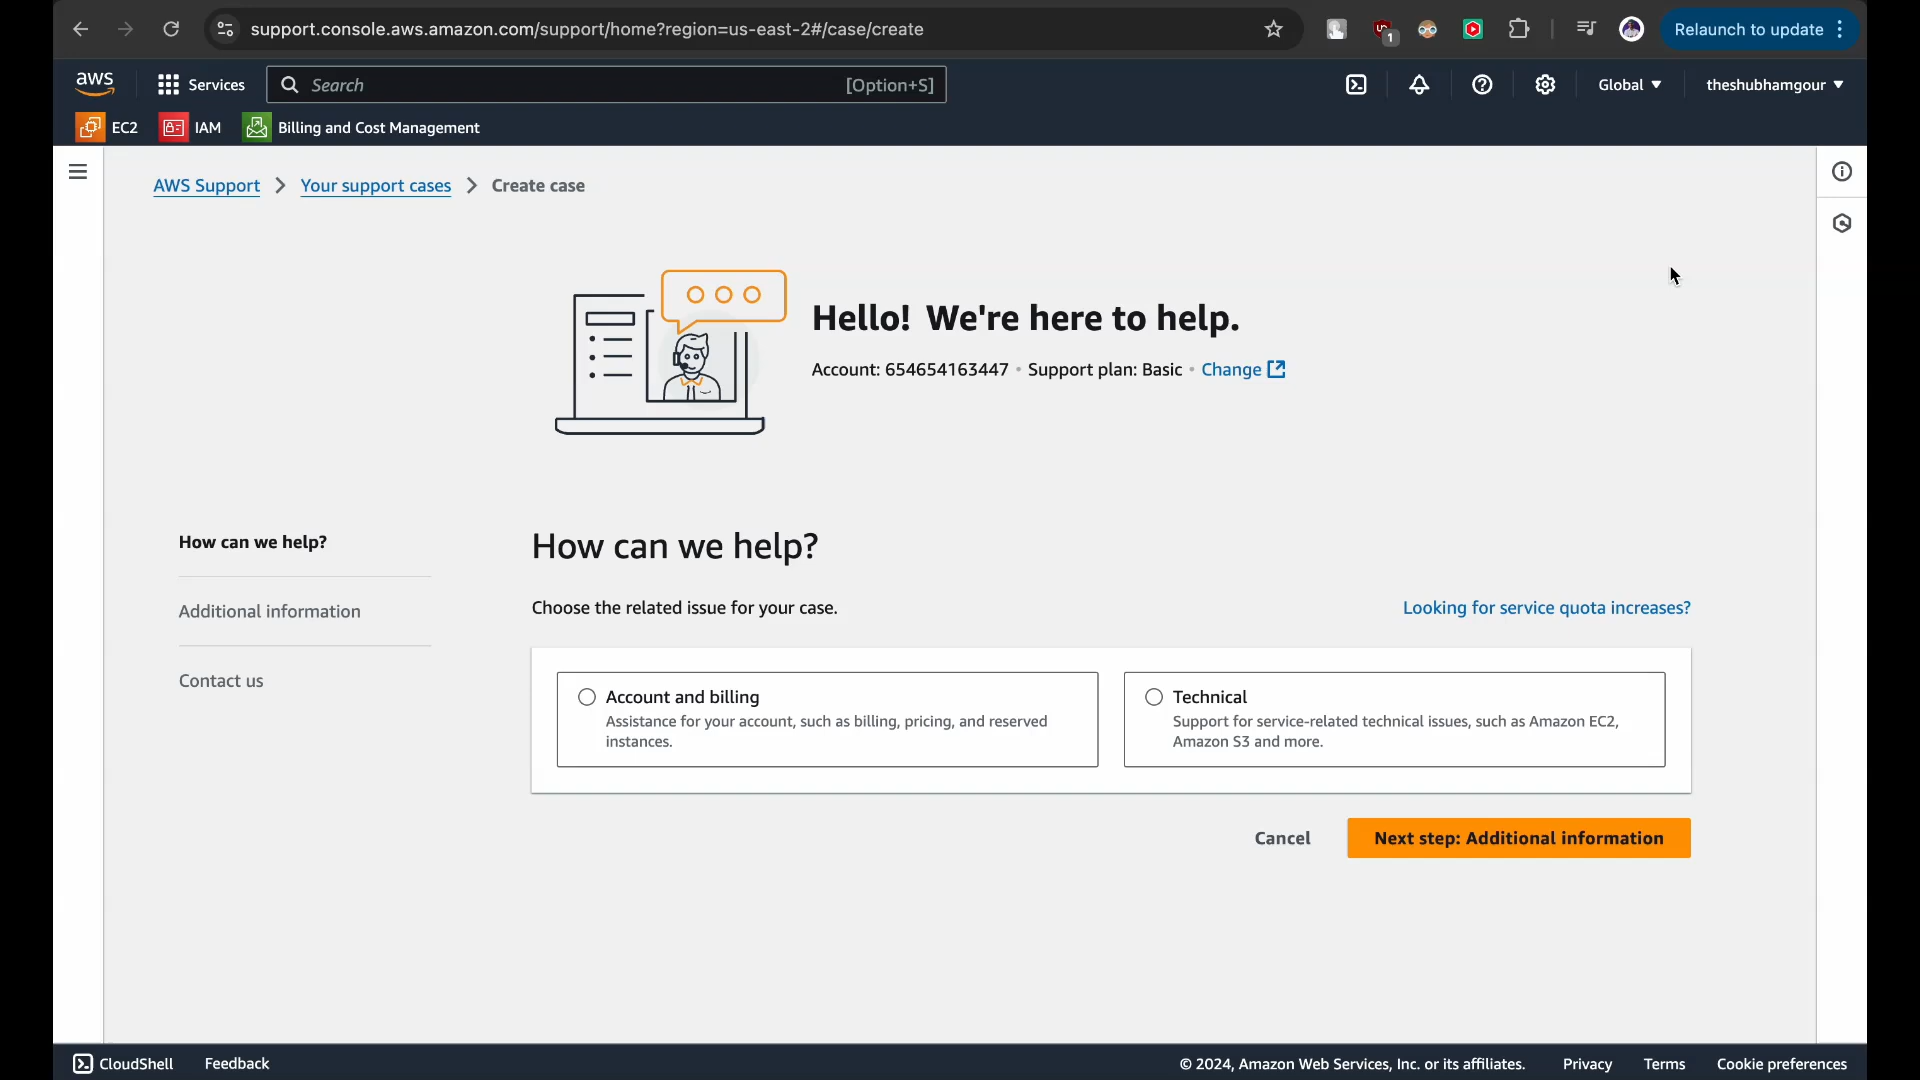 support.console.aws.amazon.com/support/home?region=us-east-2#/case/create
1
Relaunch to update
aws
Services
Search
[Option+S]
Global
theshubhamgour
EC2
IAM
Billing and Cost Management
AWS Support
Your support cases
Create case
Hello! We're here to help.
Account: 654654163447 • Support plan: Basic • Change
How can we help?
Additional information
Contact us
How can we help?
Choose the related issue for your case.
Looking for service quota increases?
Account and billing
Assistance for your account, such as billing, pricing, and reserved
instances.
Technical
Support for service-related technical issues, such as Amazon EC2,
Amazon S3 and more.
Cancel
Next step: Additional information
CloudShell
Feedback
© 2024, Amazon Web Services, Inc. or its affiliates.
Privacy
Terms
Cookie preferences